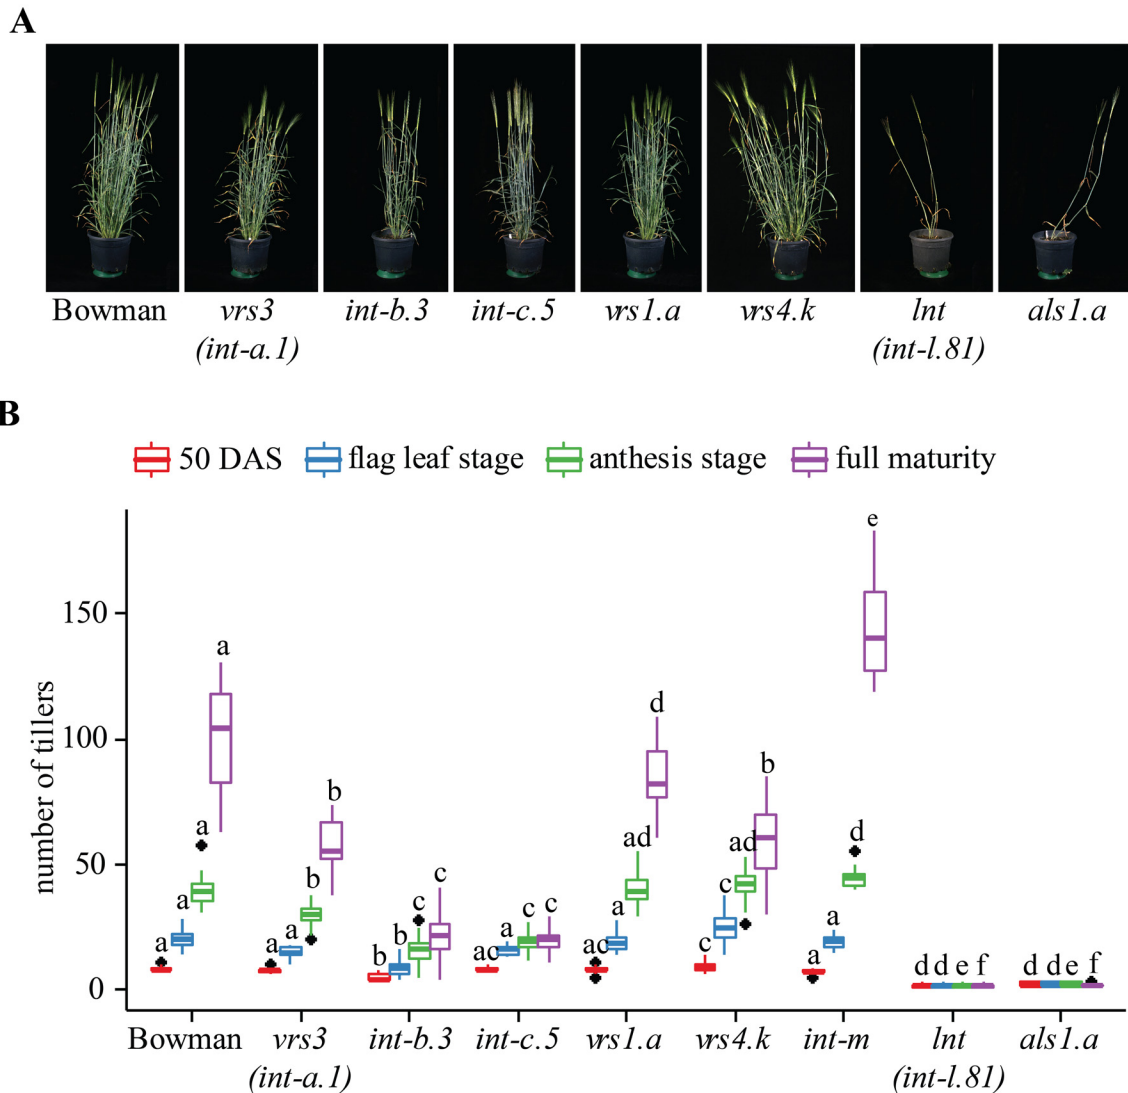 A
Bowman vrs3 int-b.3 int-c.5 vrs1.a vrs4.k lnt als1.a
(int-a.1) (int-l.81)
B
50 DAS flag leaf stage anthesis stage full maturity
number of tillers
150
100
50
0
a a a a
a a b b
b b c c
ac a c c
ac a ad d
c c ad b
a a d e
d d e f
d d e f
Bowman vrs3 int-b.3 int-c.5 vrs1.a vrs4.k int-m lnt als1.a
(int-a.1) (int-l.81)